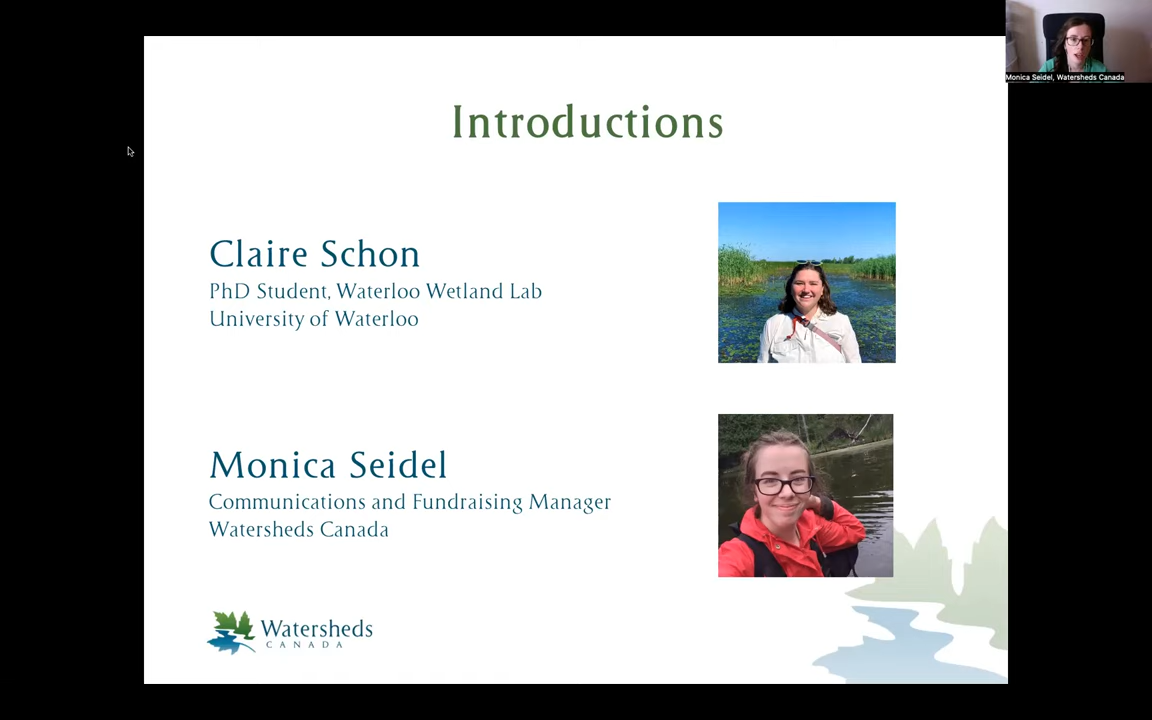 Monica Seidel, Watersheds Canada
Introductions
Claire Schon
PhD Student, Waterloo Wetland Lab
University of Waterloo
Monica Seidel
Communications and Fundraising Manager
Watersheds Canada
Watersheds
CANADA